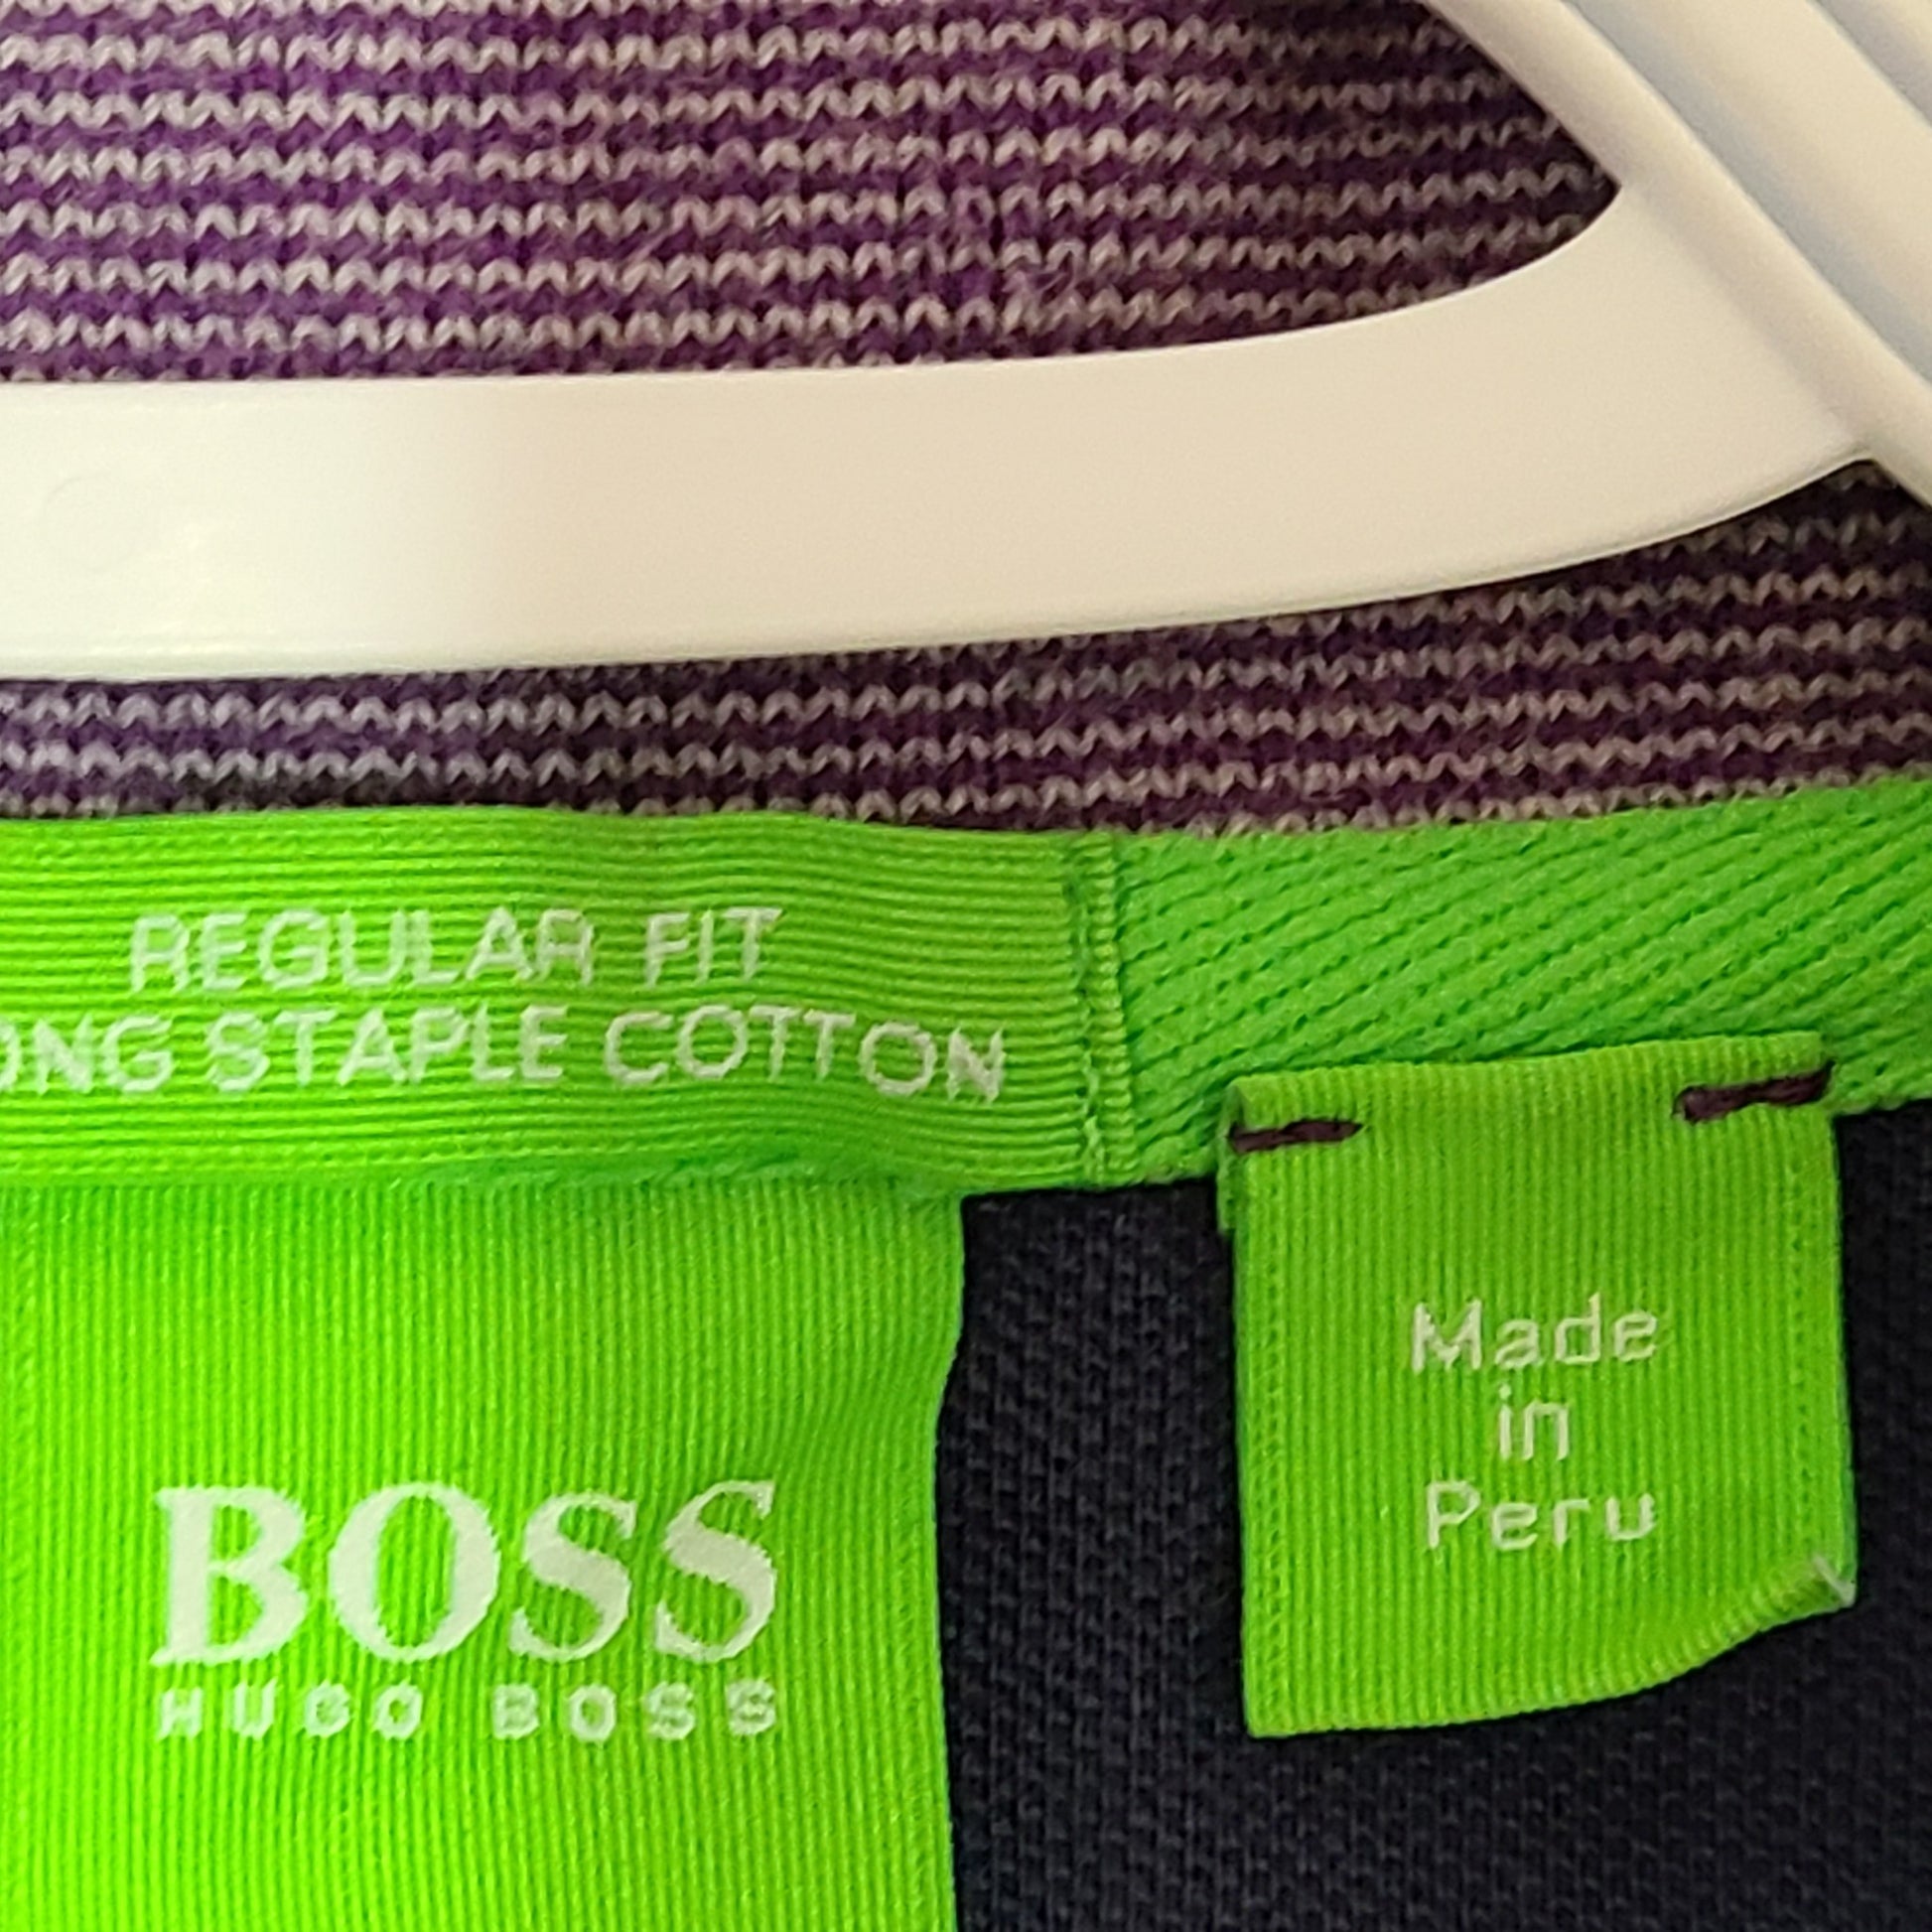 REGULAR FIT
ONG STAPLE COTTON
BOSS
HUGO BOSS
Made
in
Peru